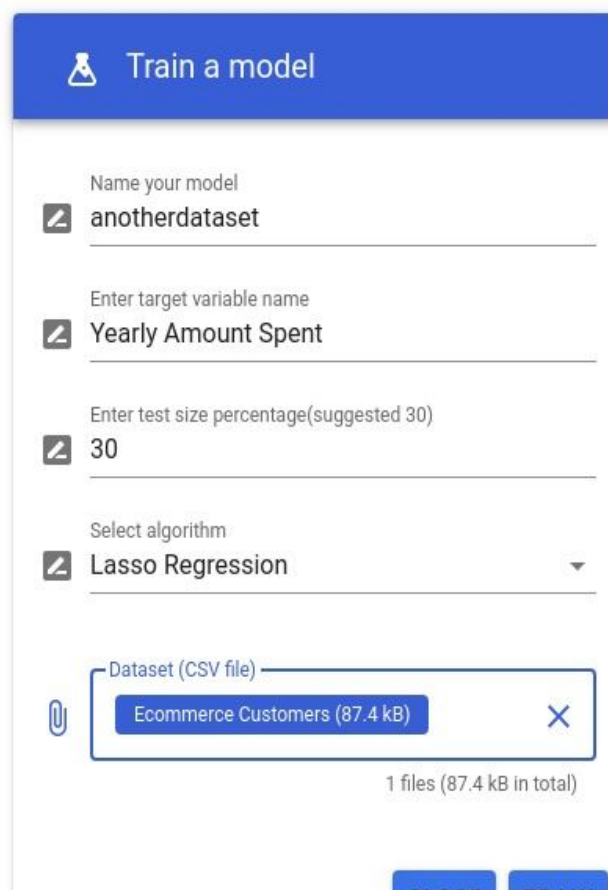 Train a model
Name your model
anotherdataset
Enter target variable name
Yearly Amount Spent
Enter test size percentage(suggested 30)
30
Select algorithm
Lasso Regression
Dataset (CSV file)
Ecommerce Customers (87.4 kB)
1 files (87.4 kB in total)